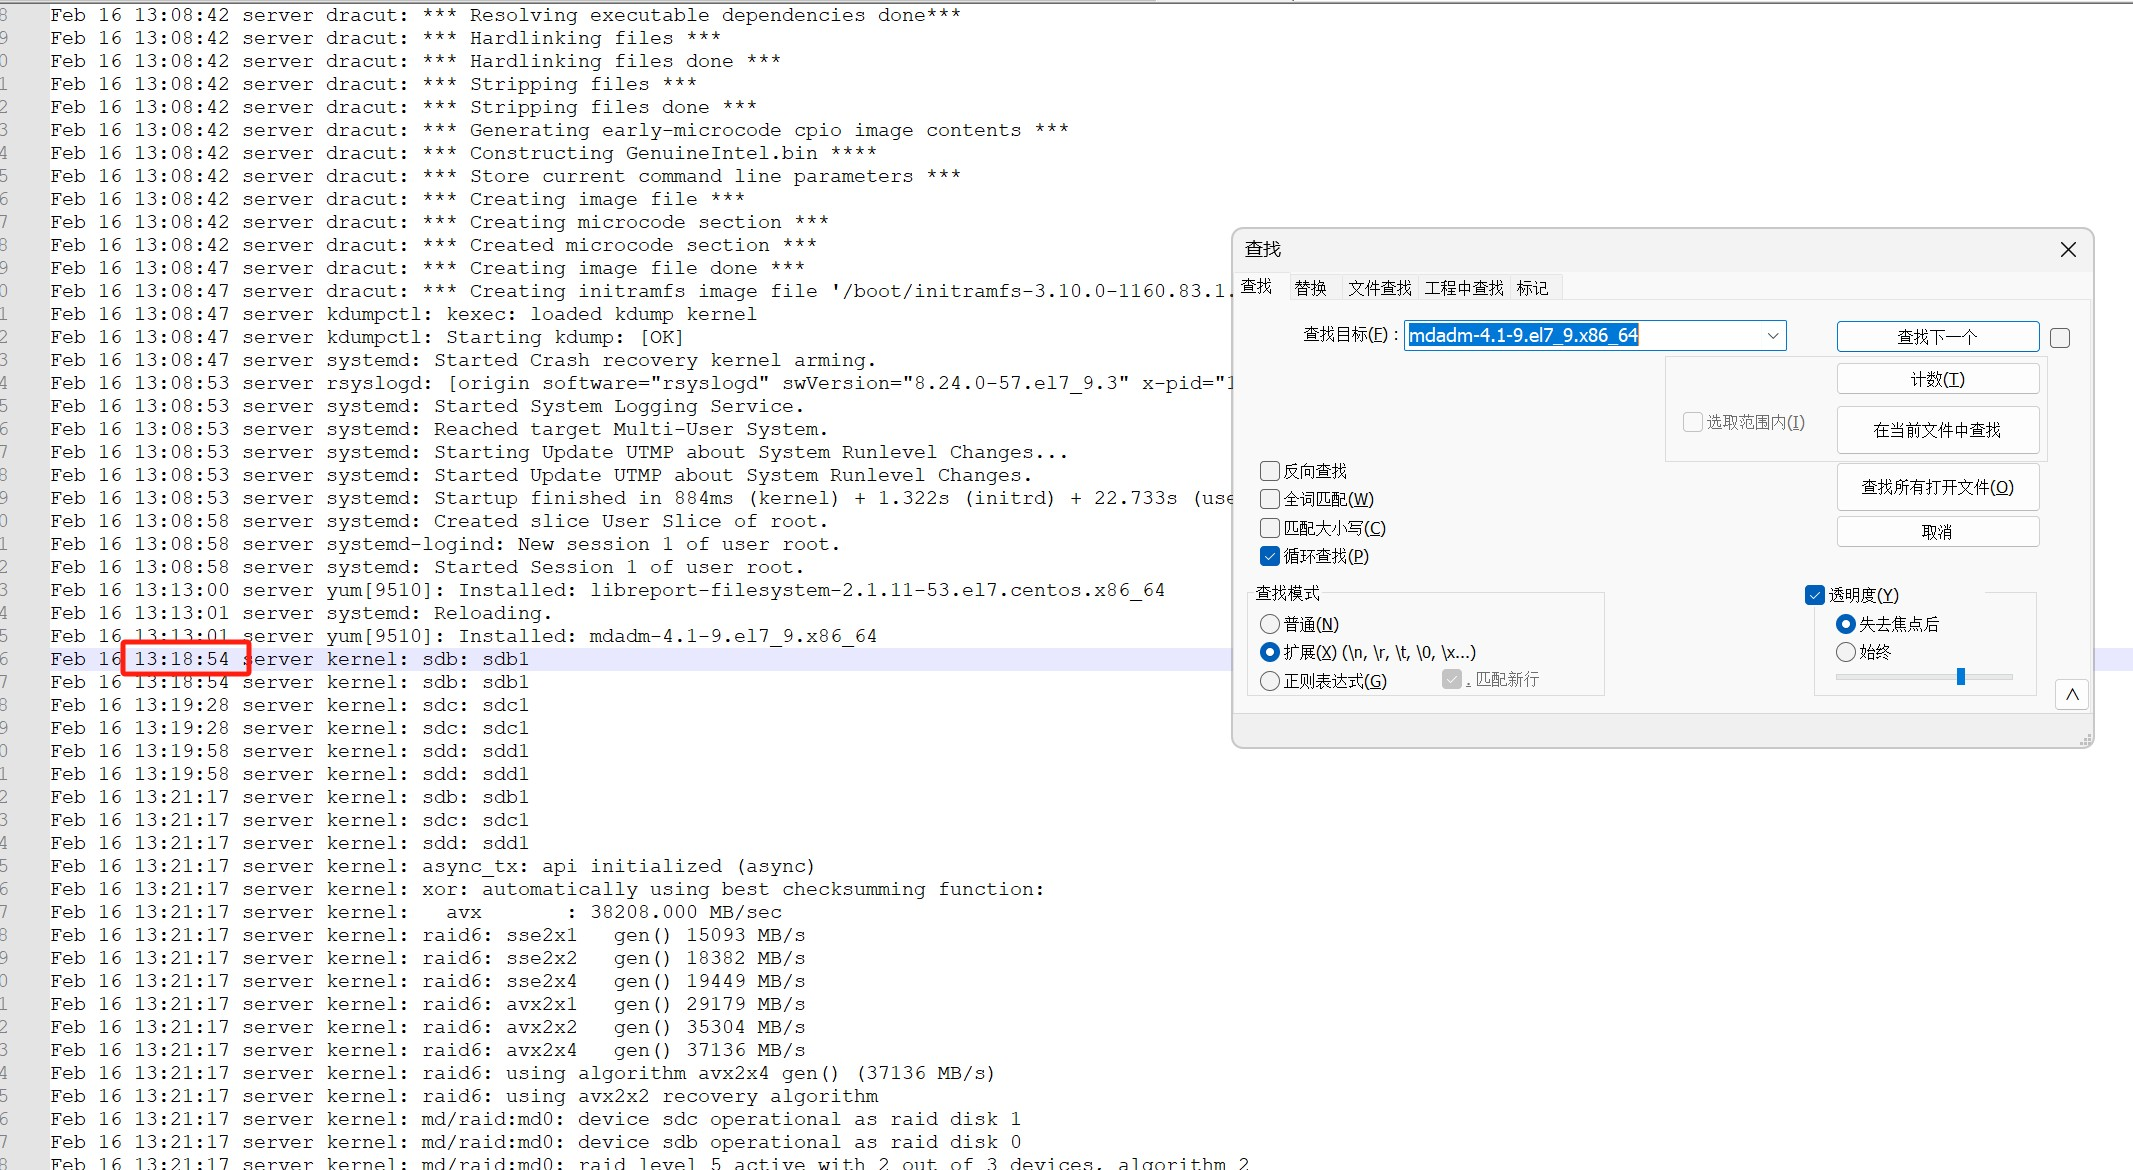 Feb 16 13:08:42 server dracut: *** Resolving executable dependencies done***
Feb 16 13:08:42 server dracut: *** Hardlinking files ***
Feb 16 13:08:42 server dracut: *** Hardlinking files done ***
Feb 16 13:08:42 server dracut: *** Stripping files ***
Feb 16 13:08:42 server dracut: *** Stripping files done ***
Feb 16 13:08:42 server dracut: *** Generating early-microcode cpio image contents ***
Feb 16 13:08:42 server dracut: *** Constructing GenuineIntel.bin ****
Feb 16 13:08:42 server dracut: *** Store current command line parameters ***
Feb 16 13:08:42 server dracut: *** Creating image file ***
Feb 16 13:08:42 server dracut: *** Creating microcode section ***
Feb 16 13:08:42 server dracut: *** Created microcode section ***
Feb 16 13:08:47 server dracut: *** Creating image file done ***
Feb 16 13:08:47 server dracut: *** Creating initramfs image file '/boot/initramfs-3.10.0-1160.83.1.
Feb 16 13:08:47 server kdumpctl: kexec: loaded kdump kernel
Feb 16 13:08:47 server kdumpctl: Starting kdump: [OK]
Feb 16 13:08:47 server systemd: Started Crash recovery kernel arming.
Feb 16 13:08:53 server rsyslogd: [origin software="rsyslogd" swVersion="8.24.0-57.el7_9.3" x-pid="1
Feb 16 13:08:53 server systemd: Started System Logging Service.
Feb 16 13:08:53 server systemd: Reached target Multi-User System.
Feb 16 13:08:53 server systemd: Starting Update UTMP about System Runlevel Changes...
Feb 16 13:08:53 server systemd: Started Update UTMP about System Runlevel Changes.
Feb 16 13:08:53 server systemd: Startup finished in 884ms (kernel) + 1.322s (initrd) + 22.733s (use
Feb 16 13:08:58 server systemd: Created slice User Slice of root.
Feb 16 13:08:58 server systemd-logind: New session 1 of user root.
Feb 16 13:08:58 server systemd: Started Session 1 of user root.
Feb 16 13:13:00 server yum[9510]: Installed: libreport-filesystem-2.1.11-53.el7.centos.x86_64
Feb 16 13:13:01 server systemd: Reloading.
Feb 16 13:13:01 server yum[9510]: Installed: mdadm-4.1-9.el7_9.x86_64
Feb 16 13:18:54 server kernel: sdb: sdb1
Feb 16 13:18:54 server kernel: sdb: sdb1
Feb 16 13:19:28 server kernel: sdc: sdc1
Feb 16 13:19:28 server kernel: sdc: sdc1
Feb 16 13:19:58 server kernel: sdd: sdd1
Feb 16 13:19:58 server kernel: sdd: sdd1
Feb 16 13:21:17 server kernel: sdb: sdb1
Feb 16 13:21:17 server kernel: sdc: sdc1
Feb 16 13:21:17 server kernel: sdd: sdd1
Feb 16 13:21:17 server kernel: async_tx: api initialized (async)
Feb 16 13:21:17 server kernel: xor: automatically using best checksumming function:
Feb 16 13:21:17 server kernel:   avx       : 38208.000 MB/sec
Feb 16 13:21:17 server kernel: raid6: sse2x1   gen() 15093 MB/s
Feb 16 13:21:17 server kernel: raid6: sse2x2   gen() 18382 MB/s
Feb 16 13:21:17 server kernel: raid6: sse2x4   gen() 19449 MB/s
Feb 16 13:21:17 server kernel: raid6: avx2x1   gen() 29179 MB/s
Feb 16 13:21:17 server kernel: raid6: avx2x2   gen() 35304 MB/s
Feb 16 13:21:17 server kernel: raid6: avx2x4   gen() 37136 MB/s
Feb 16 13:21:17 server kernel: raid6: using algorithm avx2x4 gen() (37136 MB/s)
Feb 16 13:21:17 server kernel: raid6: using avx2x2 recovery algorithm
Feb 16 13:21:17 server kernel: md/raid:md0: device sdc operational as raid disk 1
Feb 16 13:21:17 server kernel: md/raid:md0: device sdb operational as raid disk 0
Feb 16 13:21:17 server kernel: md/raid:md0: raid level 5 active with 2 out of 3 devices, algorithm 2
查找
查找 替换 文件查找 工程中查找 标记
查找目标(F)：mdadm-4.1-9.el7_9.x86_64
查找下一个
计数(T)
选取范围内(I)
在当前文件中查找
查找所有打开文件(O)
取消
反向查找
全词匹配(W)
匹配大小写(C)
循环查找(P)
查找模式
普通(N)
扩展(X) (\n, \r, \t, \0, \x...)
正则表达式(G)
. 匹配新行
透明度(Y)
失去焦点后
始终